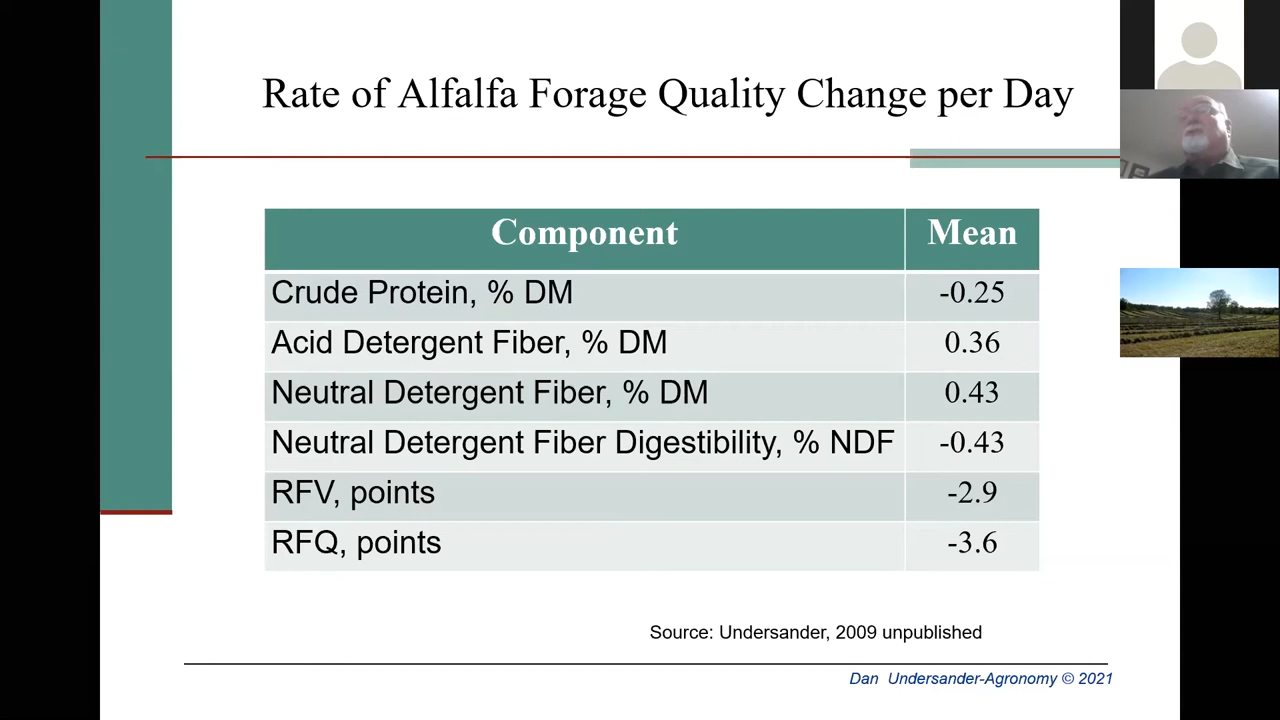 Rate of Alfalfa Forage Quality Change per Day
Component Mean
Crude Protein, % DM -0.25
Acid Detergent Fiber, % DM 0.36
Neutral Detergent Fiber, % DM 0.43
Neutral Detergent Fiber Digestibility, % NDF -0.43
RFV, points -2.9
RFQ, points -3.6
Source: Undersander, 2009 unpublished
Dan Undersander-Agronomy © 2021